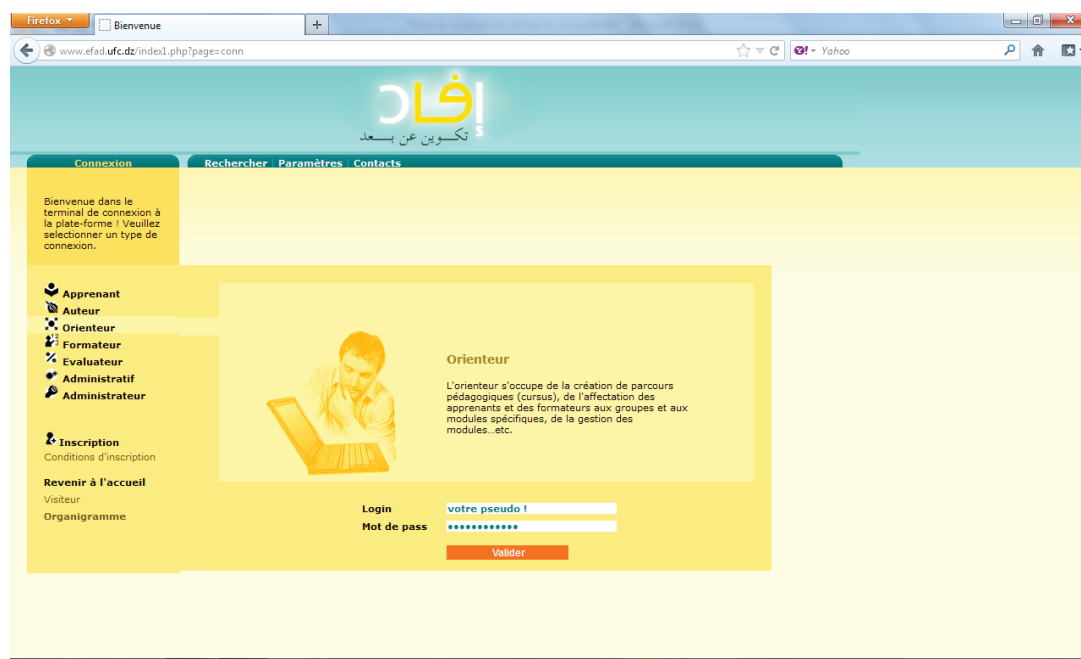 Firefox
Bienvenue
www.efad.ufc.dz/index1.php?page=conn
Yahoo
إفاد
تكـــوين عن بـــعد
Connexion
Rechercher | Paramètres | Contacts
Bienvenue dans le
terminal de connexion à
la plate-forme ! Veuillez
selectionner un type de
connexion.
Apprenant
Auteur
Orienteur
Formateur
Evaluateur
Administratif
Administrateur
Inscription
Conditions d'inscription
Revenir à l'accueil
Visiteur
Organigramme
Orienteur
L'orienteur s'occupe de la création de parcours
pédagogiques (cursus), de l'affectation des
apprenants et des formateurs aux groupes et aux
modules spécifiques, de la gestion des
modules...etc.
Login
votre pseudo !
Mot de pass
••••••••••••
Valider